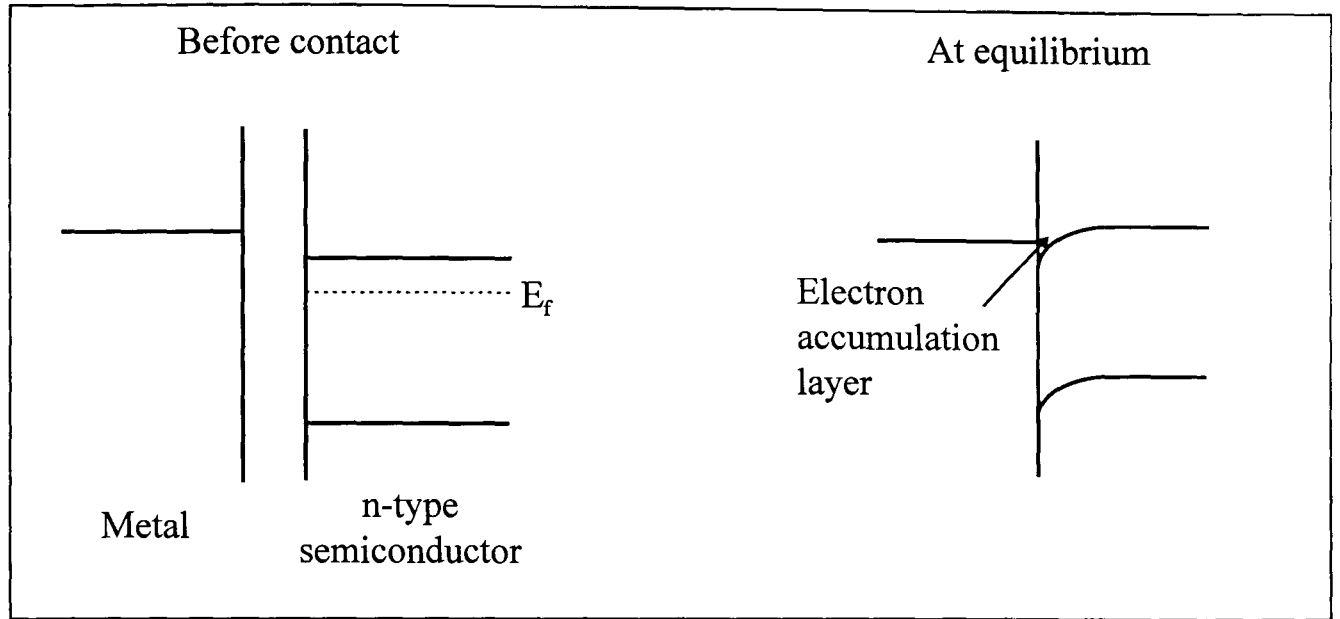 Before contact
At equilibrium
E_f
Electron
accumulation
layer
Metal
n-type
semiconductor